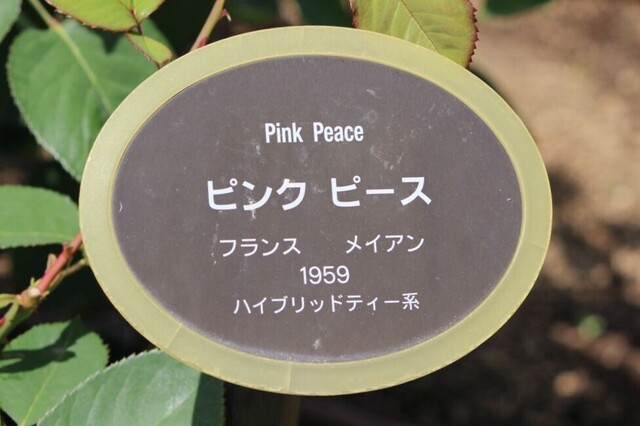 Pink Peace
ピンク ピース
フランス　メイアン
1959
ハイブリッドティー系